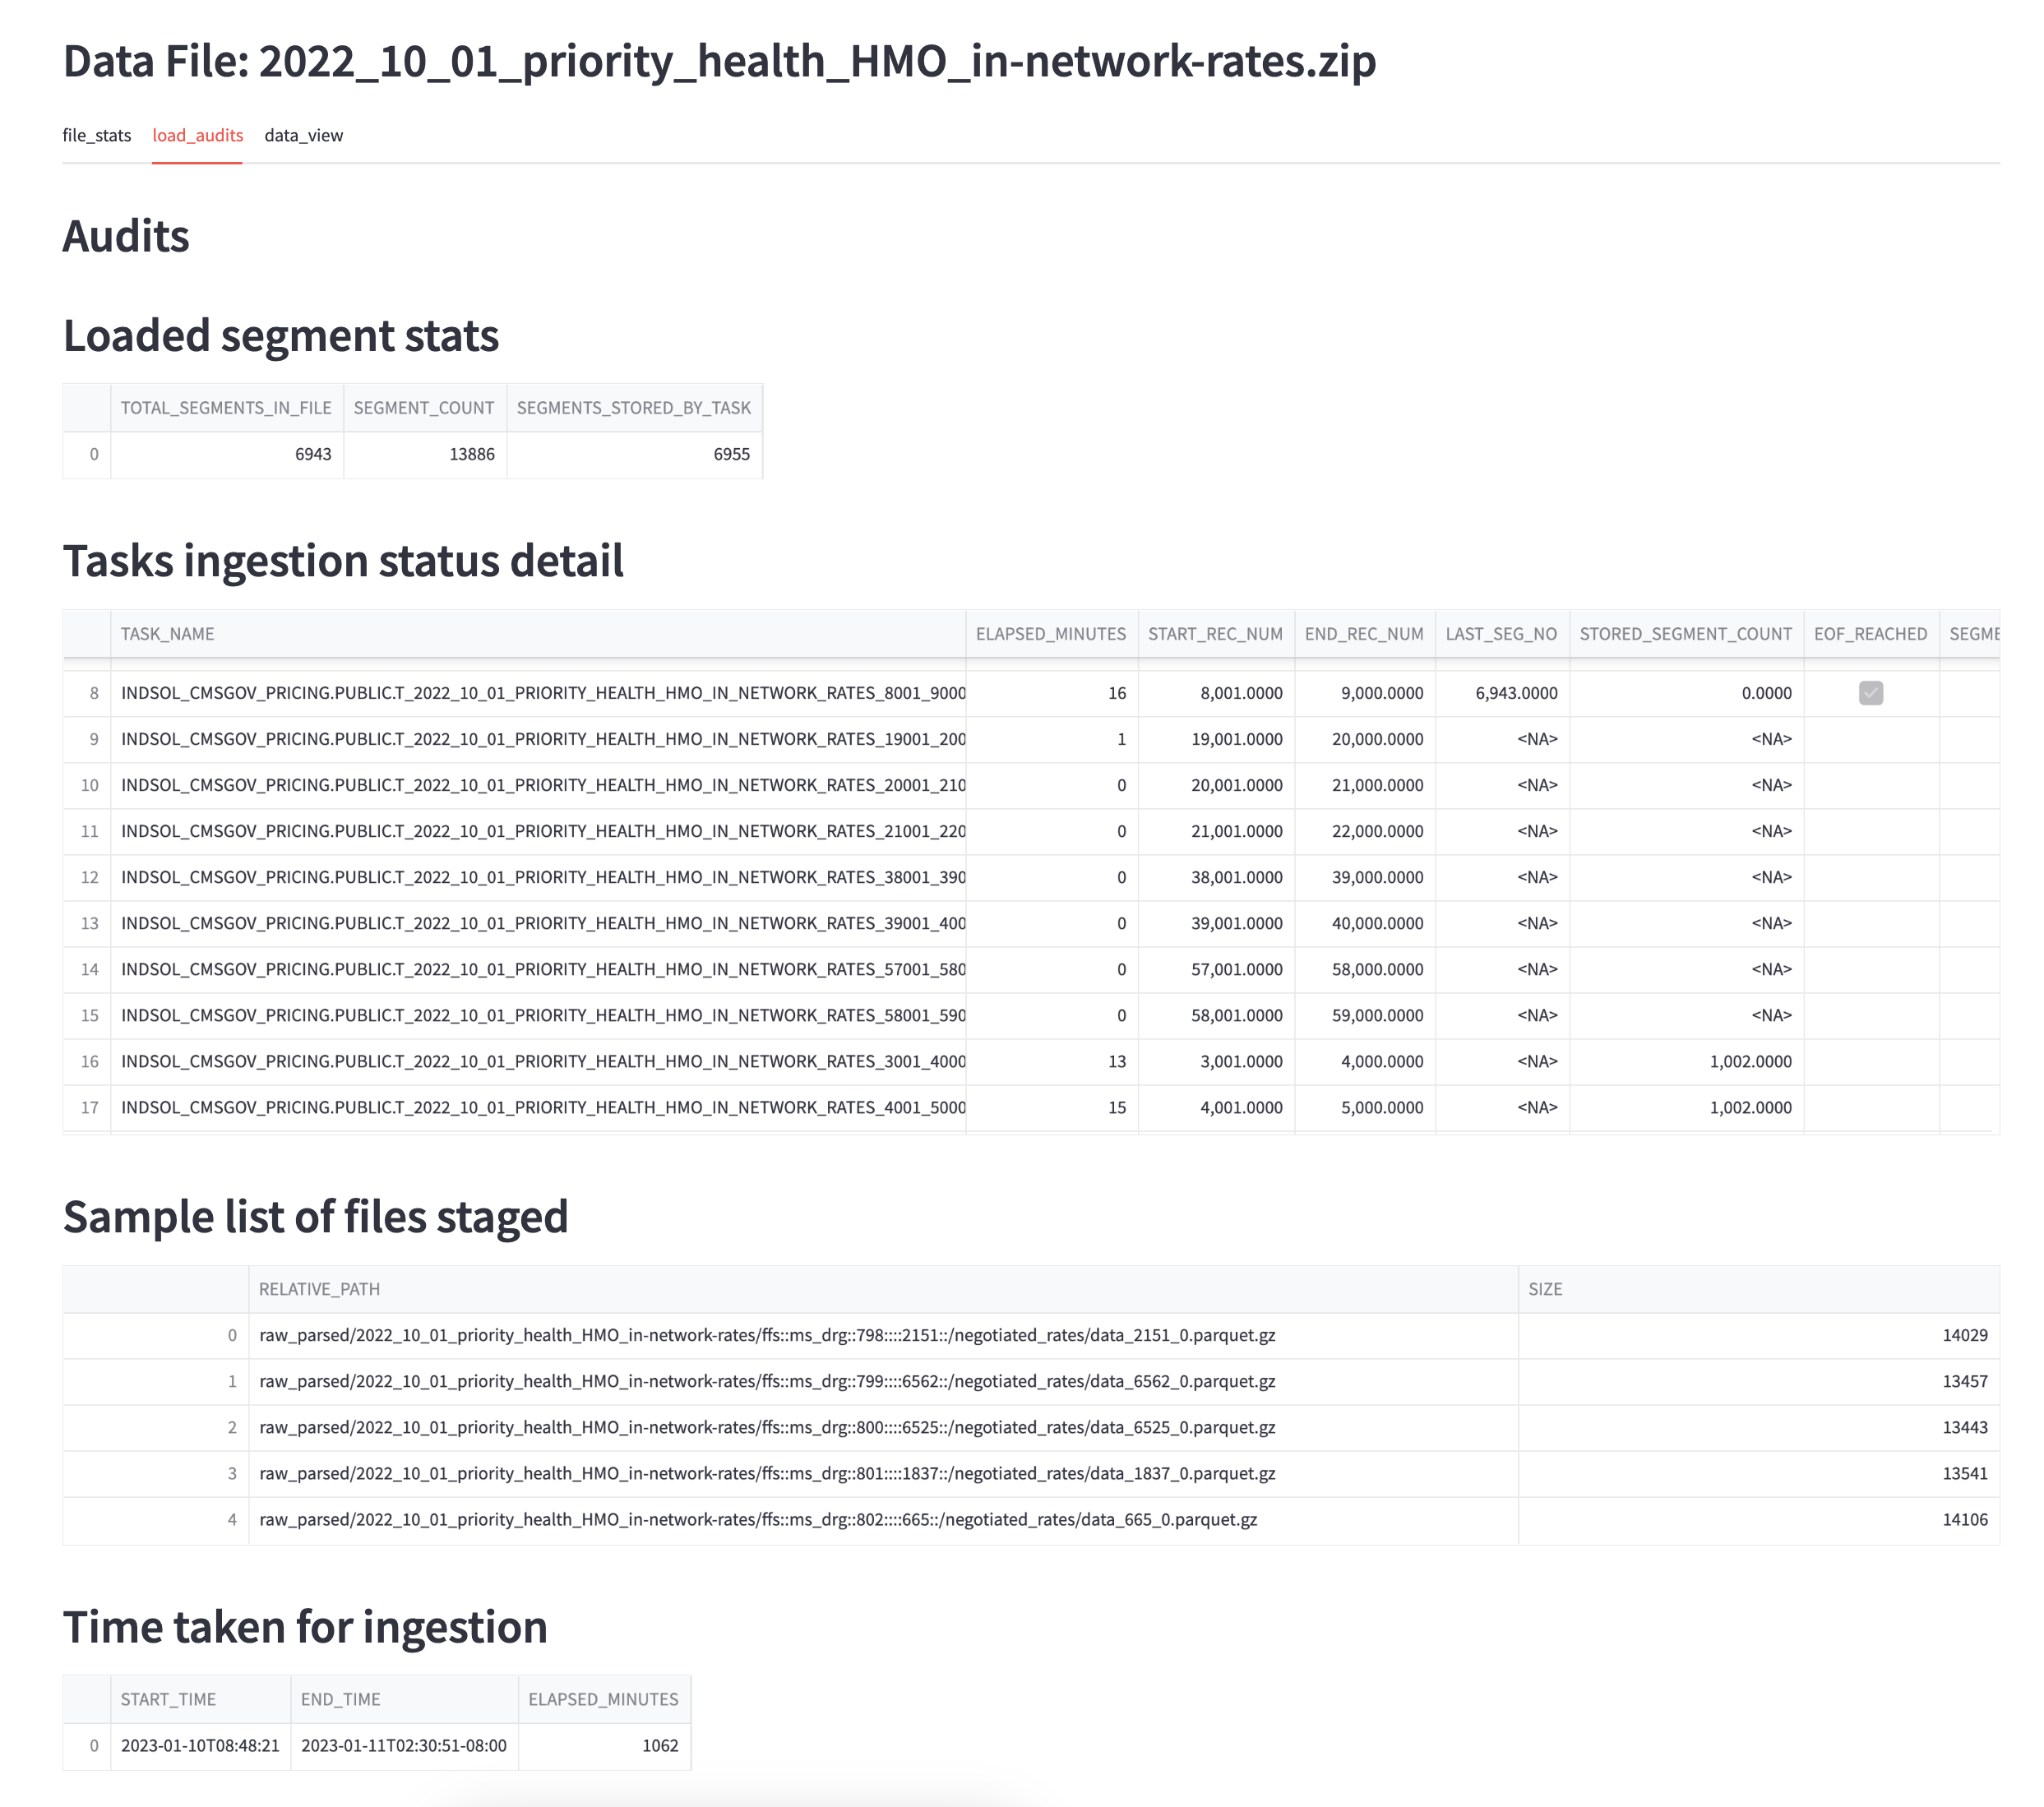 Data File: 2022_10_01_priority_health_HMO_in-network-rates.zip
file_stats load_audits data_view
Audits
Loaded segment stats
TOTAL_SEGMENTS_IN_FILE SEGMENT_COUNT SEGMENTS_STORED_BY_TASK
0 6943 13886 6955
Tasks ingestion status detail
TASK_NAME ELAPSED_MINUTES START_REC_NUM END_REC_NUM LAST_SEG_NO STORED_SEGMENT_COUNT EOF_REACHED SEGME
8 INDSOL_CMSGOV_PRICING.PUBLIC.T_2022_10_01_PRIORITY_HEALTH_HMO_IN_NETWORK_RATES_8001_9000 16 8,001.0000 9,000.0000 6,943.0000 0.0000
9 INDSOL_CMSGOV_PRICING.PUBLIC.T_2022_10_01_PRIORITY_HEALTH_HMO_IN_NETWORK_RATES_19001_200 1 19,001.0000 20,000.0000 <NA> <NA>
10 INDSOL_CMSGOV_PRICING.PUBLIC.T_2022_10_01_PRIORITY_HEALTH_HMO_IN_NETWORK_RATES_20001_210 0 20,001.0000 21,000.0000 <NA> <NA>
11 INDSOL_CMSGOV_PRICING.PUBLIC.T_2022_10_01_PRIORITY_HEALTH_HMO_IN_NETWORK_RATES_21001_220 0 21,001.0000 22,000.0000 <NA> <NA>
12 INDSOL_CMSGOV_PRICING.PUBLIC.T_2022_10_01_PRIORITY_HEALTH_HMO_IN_NETWORK_RATES_38001_390 0 38,001.0000 39,000.0000 <NA> <NA>
13 INDSOL_CMSGOV_PRICING.PUBLIC.T_2022_10_01_PRIORITY_HEALTH_HMO_IN_NETWORK_RATES_39001_400 0 39,001.0000 40,000.0000 <NA> <NA>
14 INDSOL_CMSGOV_PRICING.PUBLIC.T_2022_10_01_PRIORITY_HEALTH_HMO_IN_NETWORK_RATES_57001_580 0 57,001.0000 58,000.0000 <NA> <NA>
15 INDSOL_CMSGOV_PRICING.PUBLIC.T_2022_10_01_PRIORITY_HEALTH_HMO_IN_NETWORK_RATES_58001_590 0 58,001.0000 59,000.0000 <NA> <NA>
16 INDSOL_CMSGOV_PRICING.PUBLIC.T_2022_10_01_PRIORITY_HEALTH_HMO_IN_NETWORK_RATES_3001_4000 13 3,001.0000 4,000.0000 <NA> 1,002.0000
17 INDSOL_CMSGOV_PRICING.PUBLIC.T_2022_10_01_PRIORITY_HEALTH_HMO_IN_NETWORK_RATES_4001_5000 15 4,001.0000 5,000.0000 <NA> 1,002.0000
Sample list of files staged
RELATIVE_PATH SIZE
0 raw_parsed/2022_10_01_priority_health_HMO_in-network-rates/ffs::ms_drg::798::::2151::/negotiated_rates/data_2151_0.parquet.gz 14029
1 raw_parsed/2022_10_01_priority_health_HMO_in-network-rates/ffs::ms_drg::799::::6562::/negotiated_rates/data_6562_0.parquet.gz 13457
2 raw_parsed/2022_10_01_priority_health_HMO_in-network-rates/ffs::ms_drg::800::::6525::/negotiated_rates/data_6525_0.parquet.gz 13443
3 raw_parsed/2022_10_01_priority_health_HMO_in-network-rates/ffs::ms_drg::801::::1837::/negotiated_rates/data_1837_0.parquet.gz 13541
4 raw_parsed/2022_10_01_priority_health_HMO_in-network-rates/ffs::ms_drg::802::::665::/negotiated_rates/data_665_0.parquet.gz 14106
Time taken for ingestion
START_TIME END_TIME ELAPSED_MINUTES
0 2023-01-10T08:48:21 2023-01-11T02:30:51-08:00 1062